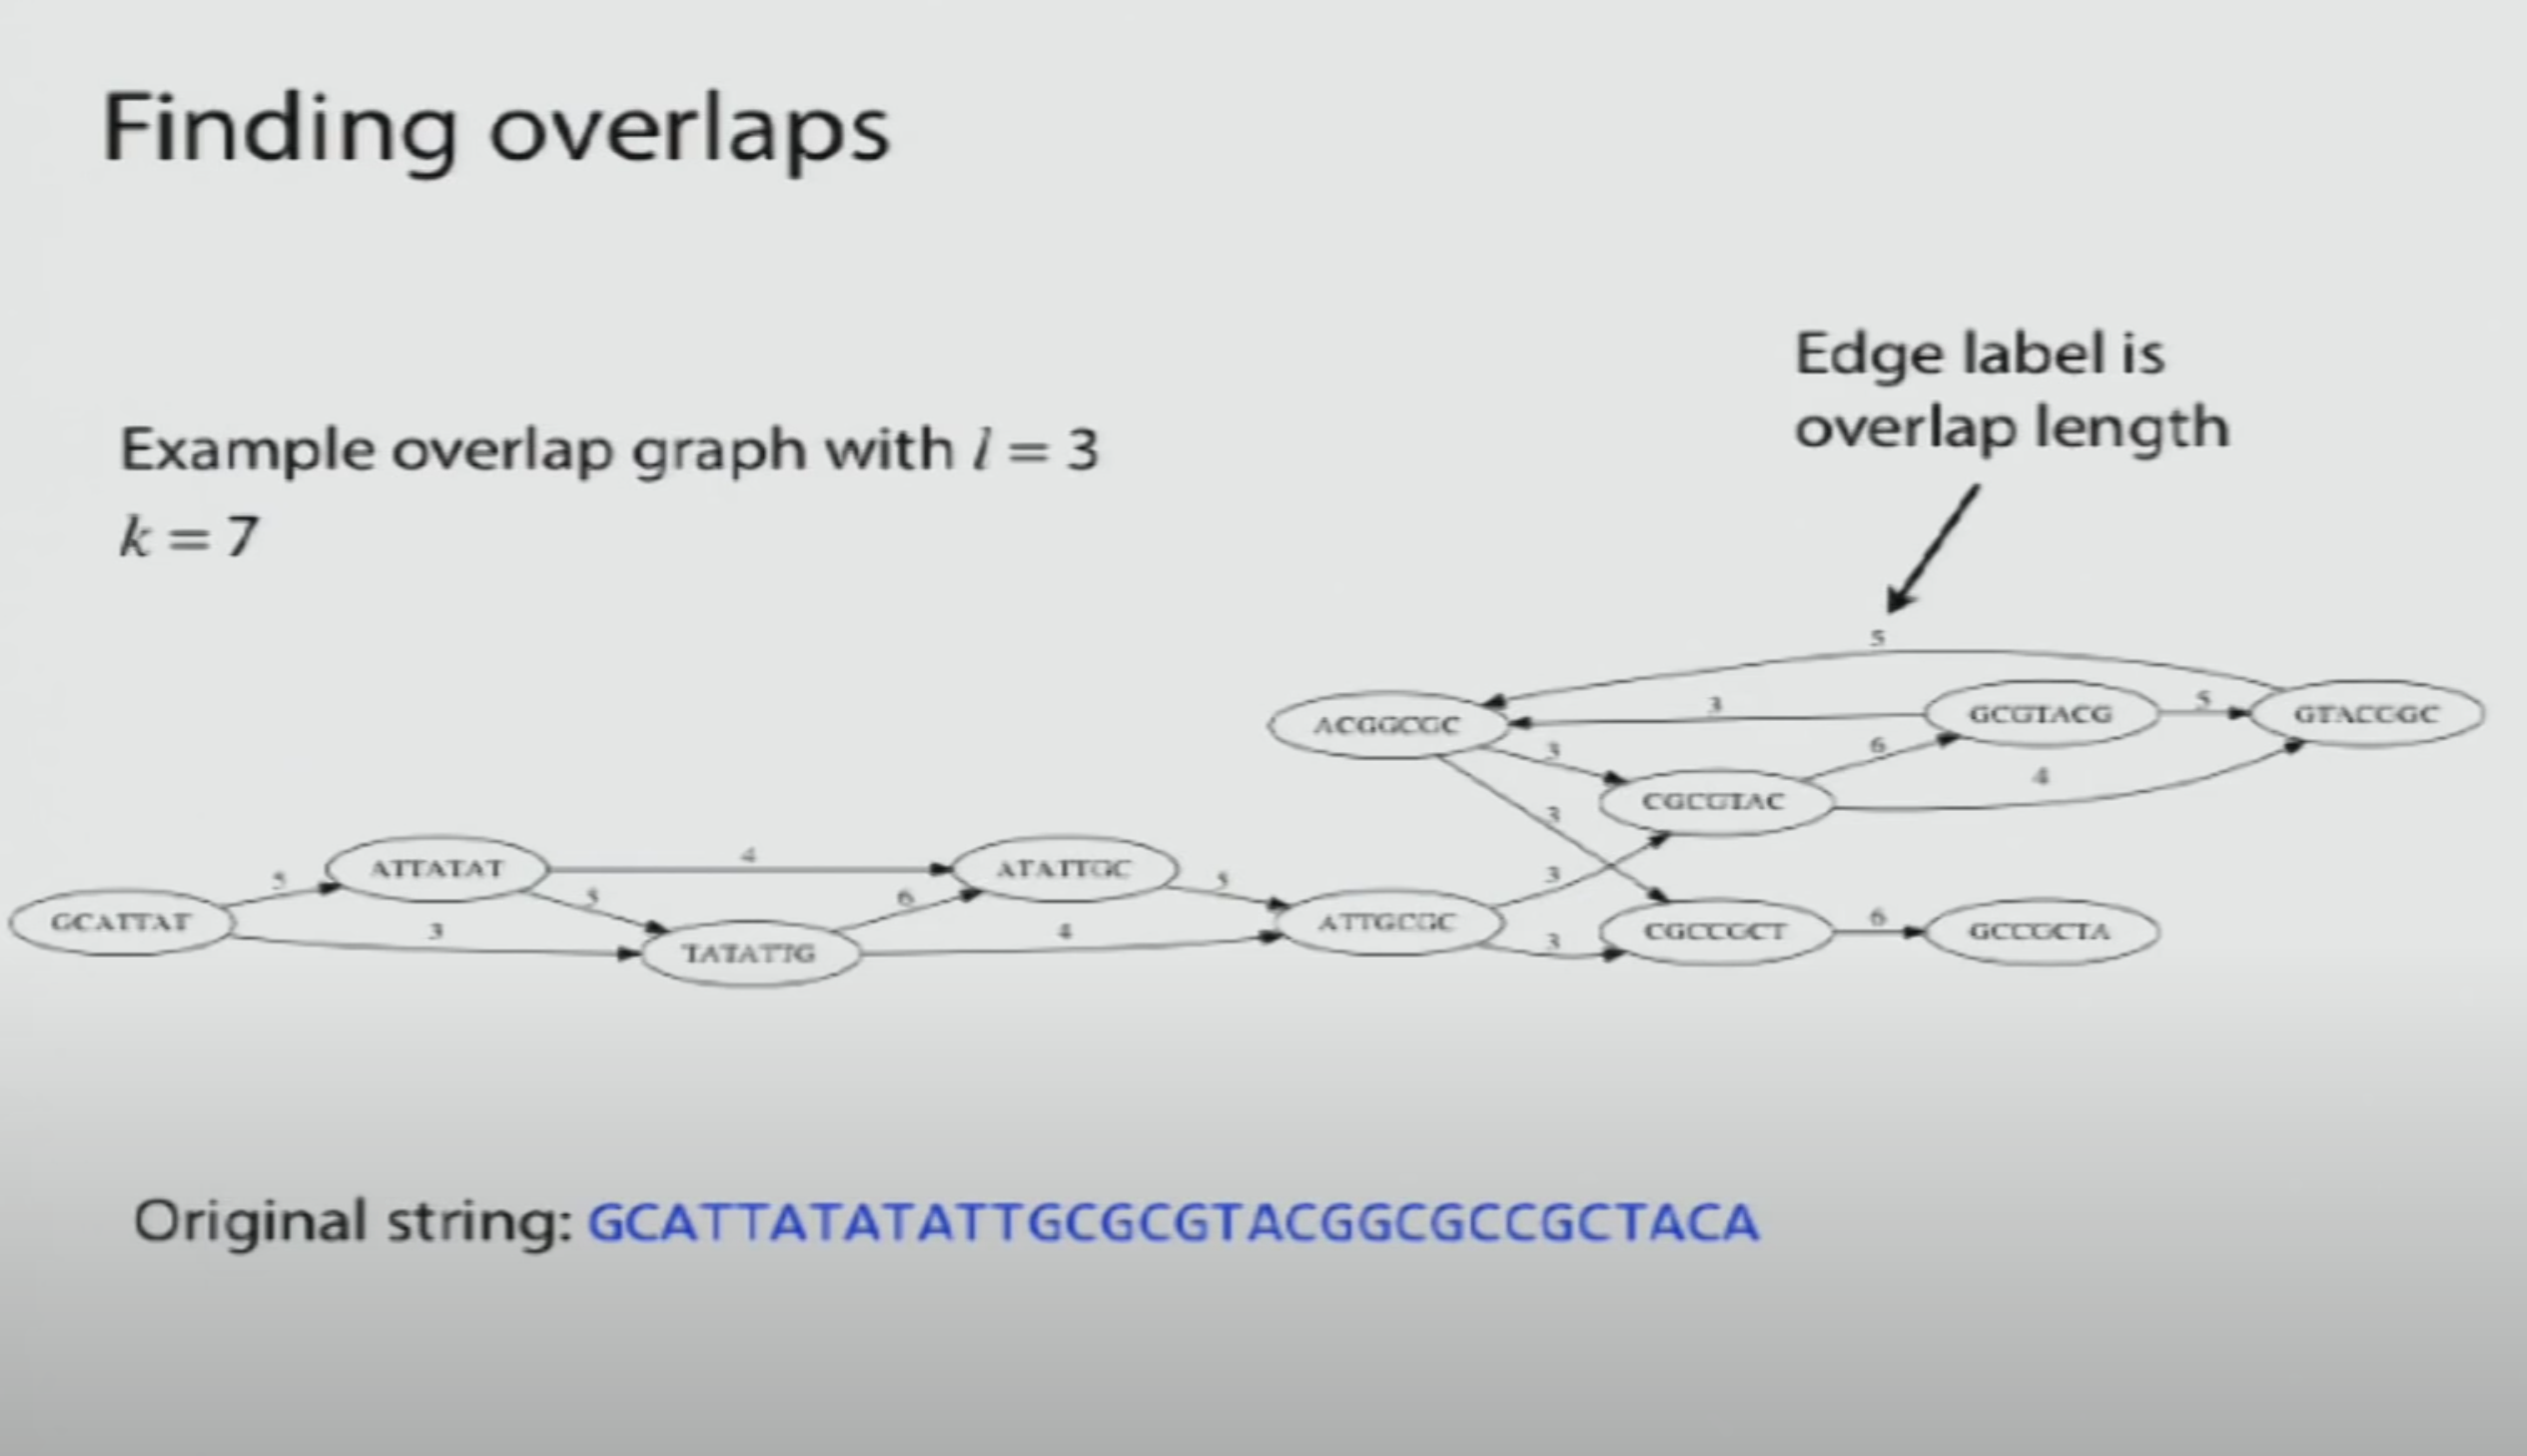 Finding overlaps
Edge label is
overlap length
Example overlap graph with l = 3
k = 7
5
ACGGCGC
3
GCGTACG
5
GTACGGC
3
6
4
CGCGTAC
3
ATTATAT
4
ATATTGC
5
5
GCATTAT
5
6
3
ATTGCGC
3
CGCCGCT
6
GCCGCTA
3
TATATTG
4
3
Original string: GCATTATATATTGCGCGTACGGCGCCGCTACA